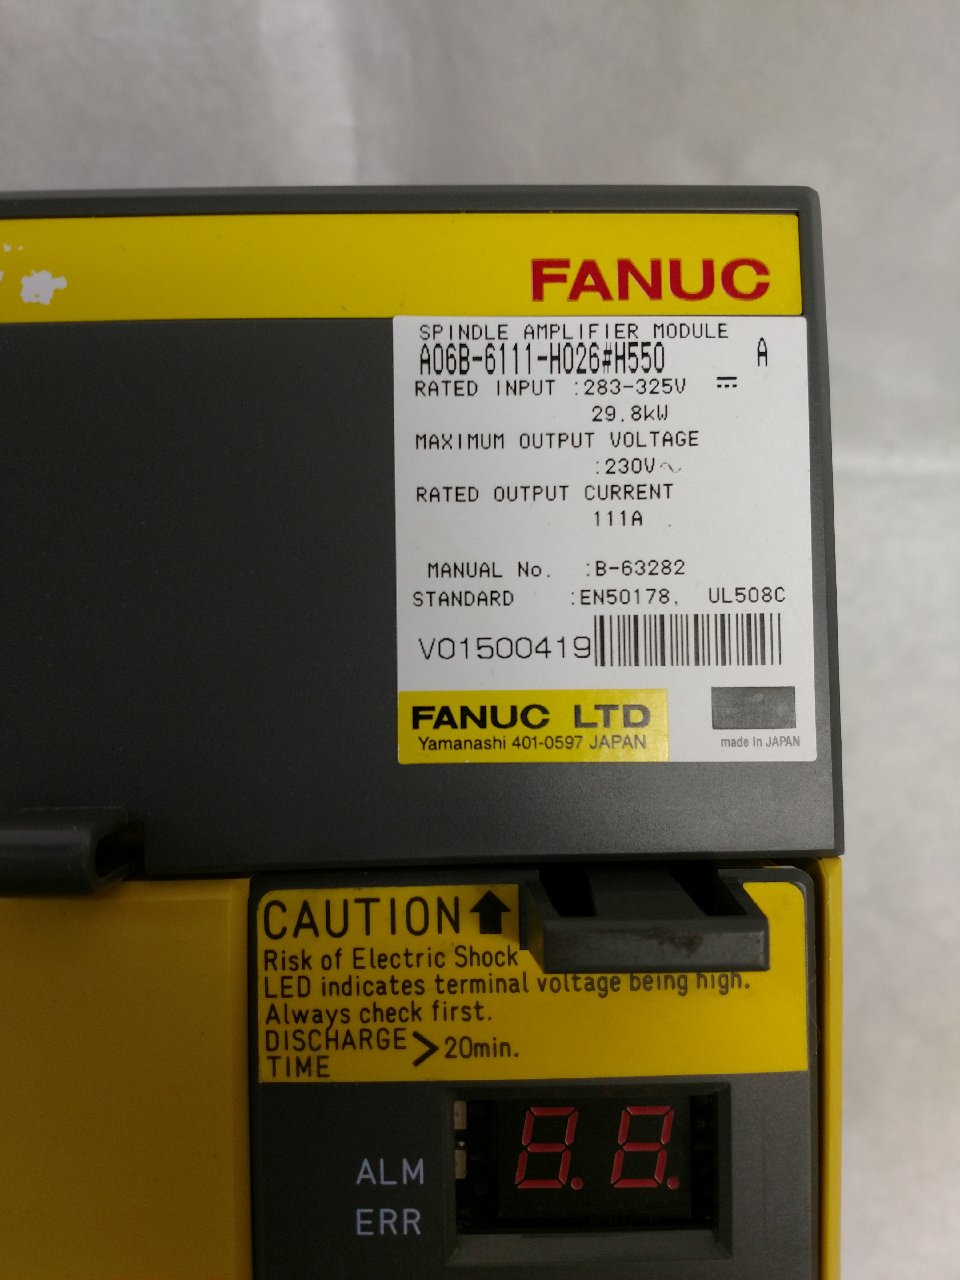 FANUC
SPINDLE AMPLIFIER MODULE
A06B-6111-H026#H550 A
RATED INPUT :283-325V ⎓
29.8kW
MAXIMUM OUTPUT VOLTAGE
:230V~
RATED OUTPUT CURRENT
111A
MANUAL No. :B-63282
STANDARD :EN50178, UL508C
V01500419
FANUC LTD
Yamanashi 401-0597 JAPAN
made in JAPAN
CAUTION
Risk of Electric Shock
LED indicates terminal voltage being high.
Always check first.
DISCHARGE TIME > 20min.
8.8.
ALM
ERR